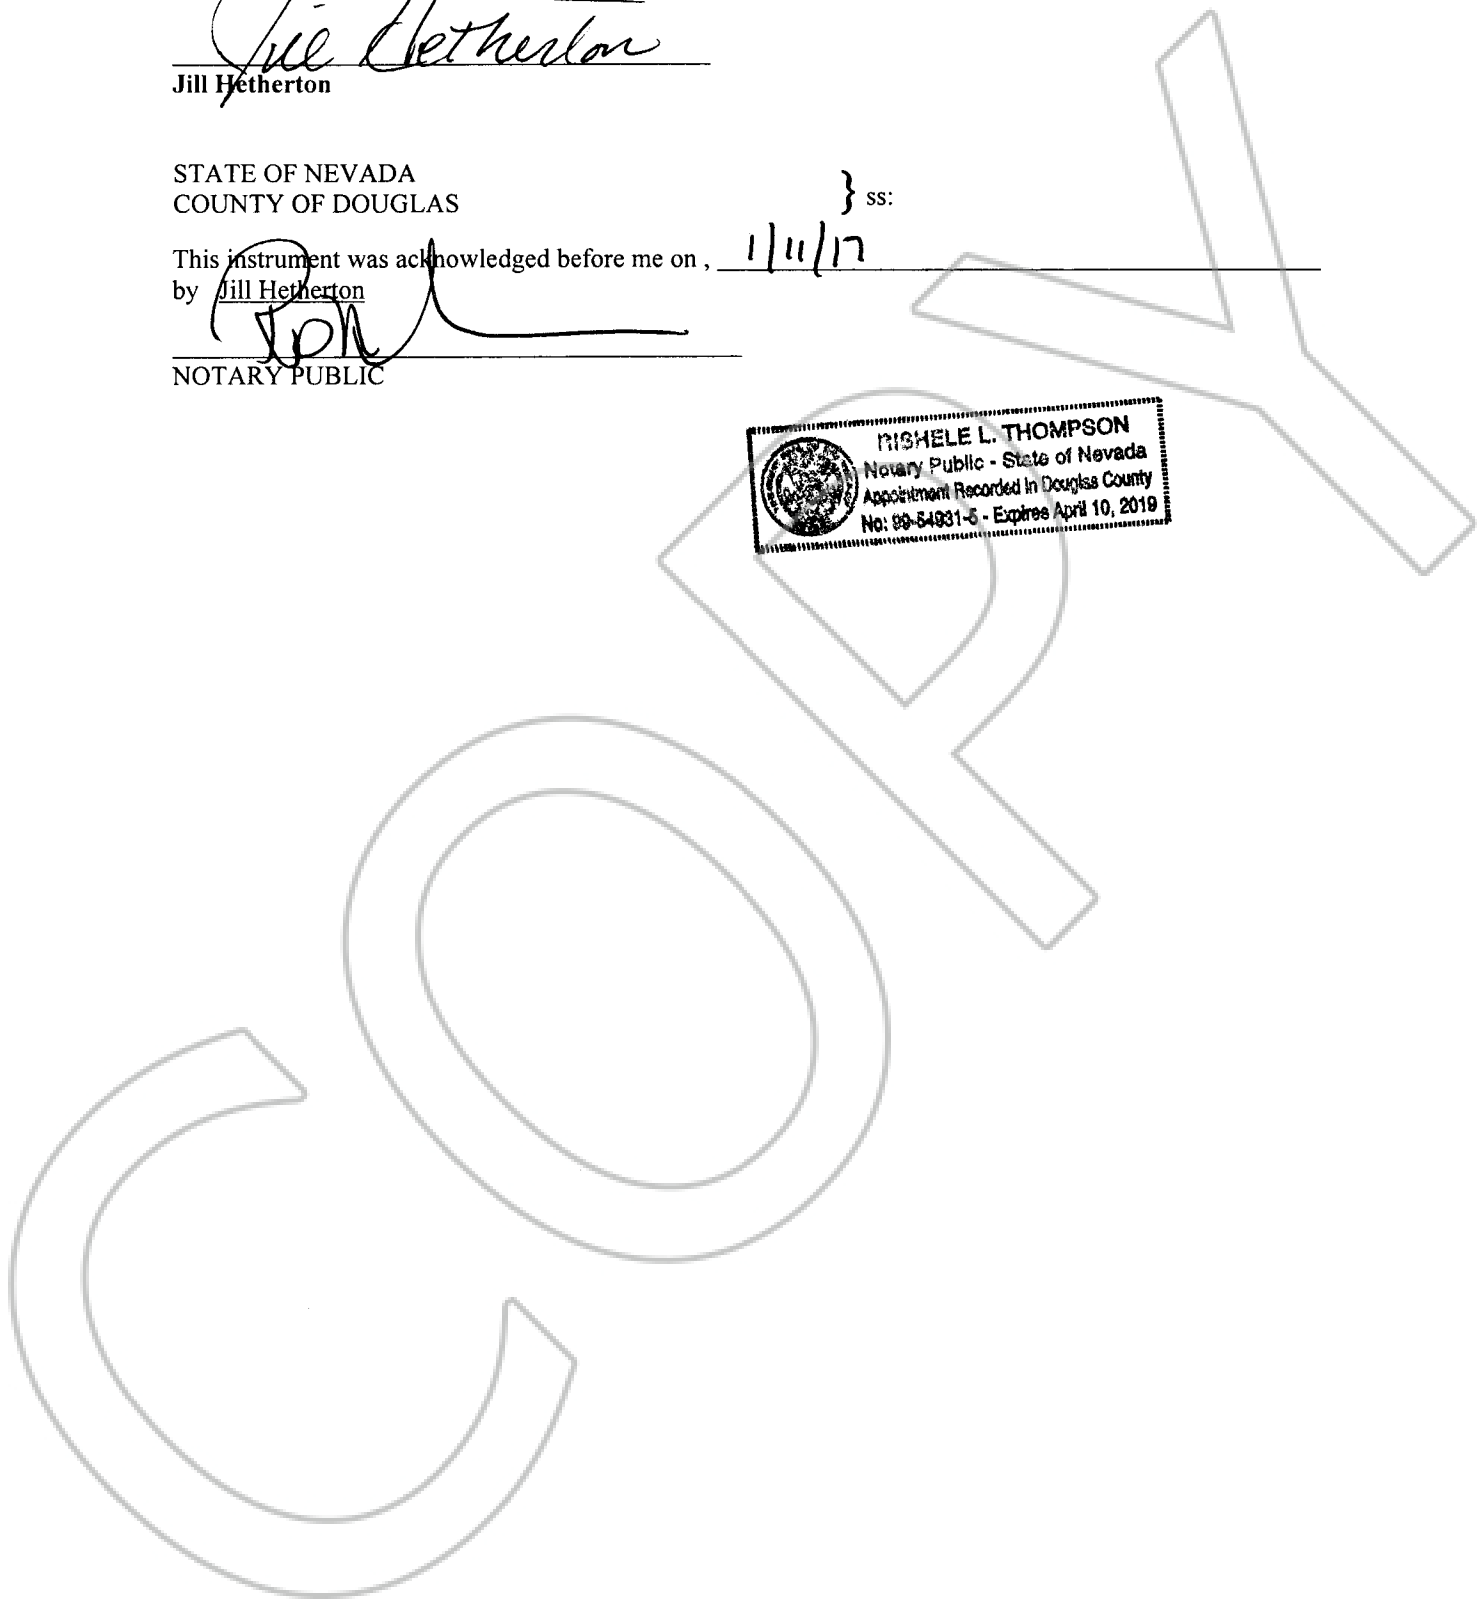 Jill Hetherton
Jill Hetherton
STATE OF NEVADA
COUNTY OF DOUGLAS
} ss:
This instrument was acknowledged before me on , 1/11/17
by Jill Hetherton
NOTARY PUBLIC
RISHELE L. THOMPSON
Notary Public - State of Nevada
Appointment Recorded in Douglas County
No: 99-54931-5 - Expires April 10, 2019
COPY